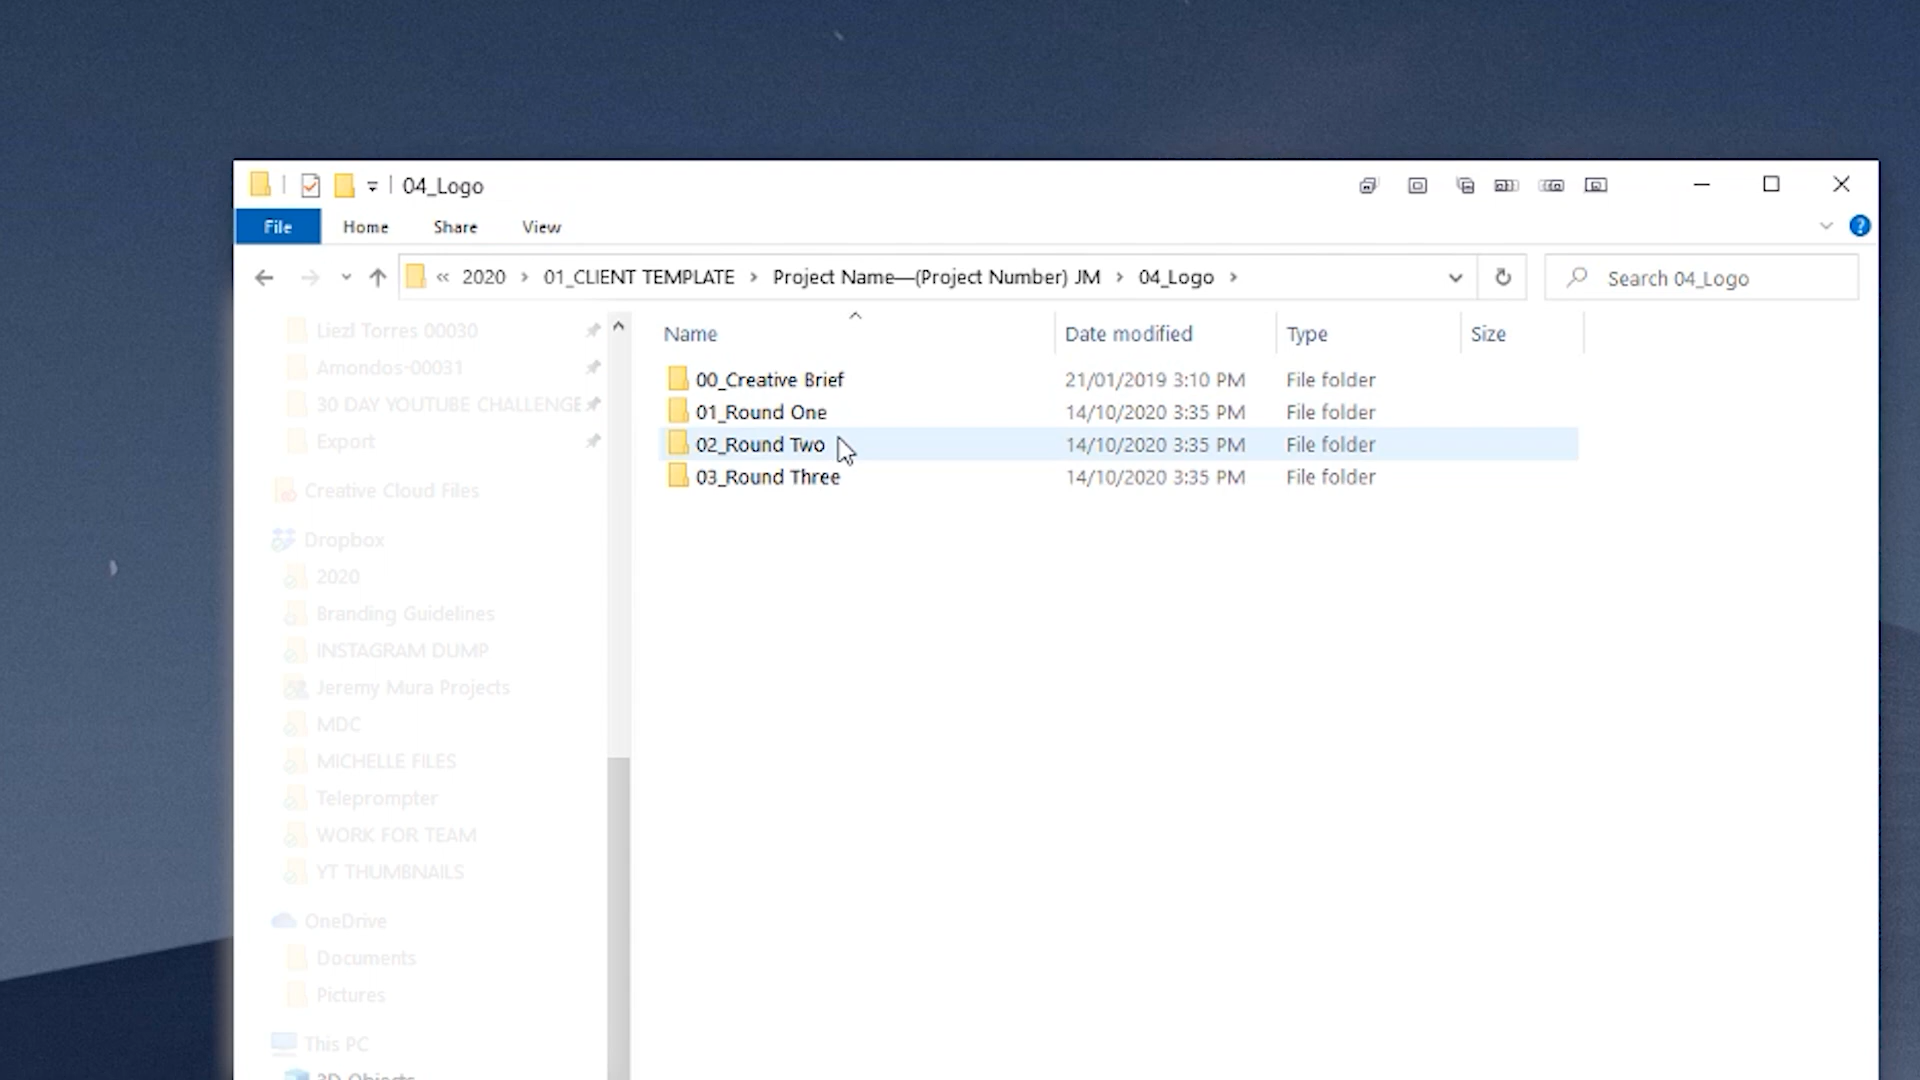 04_Logo
File Home Share View
« 2020 > 01_CLIENT TEMPLATE > Project Name—(Project Number) JM > 04_Logo >
Search 04_Logo
Liezl Torres 00030
Amondos-00031
30 DAY YOUTUBE CHALLENGE
Export
Creative Cloud Files
Dropbox
2020
Branding Guidelines
INSTAGRAM DUMP
Jeremy Mura Projects
MDC
MICHELLE FILES
Teleprompter
WORK FOR TEAM
YT THUMBNAILS
OneDrive
Documents
Pictures
This PC
3D Objects
Name Date modified Type Size
00_Creative Brief 21/01/2019 3:10 PM File folder
01_Round One 14/10/2020 3:35 PM File folder
02_Round Two 14/10/2020 3:35 PM File folder
03_Round Three 14/10/2020 3:35 PM File folder